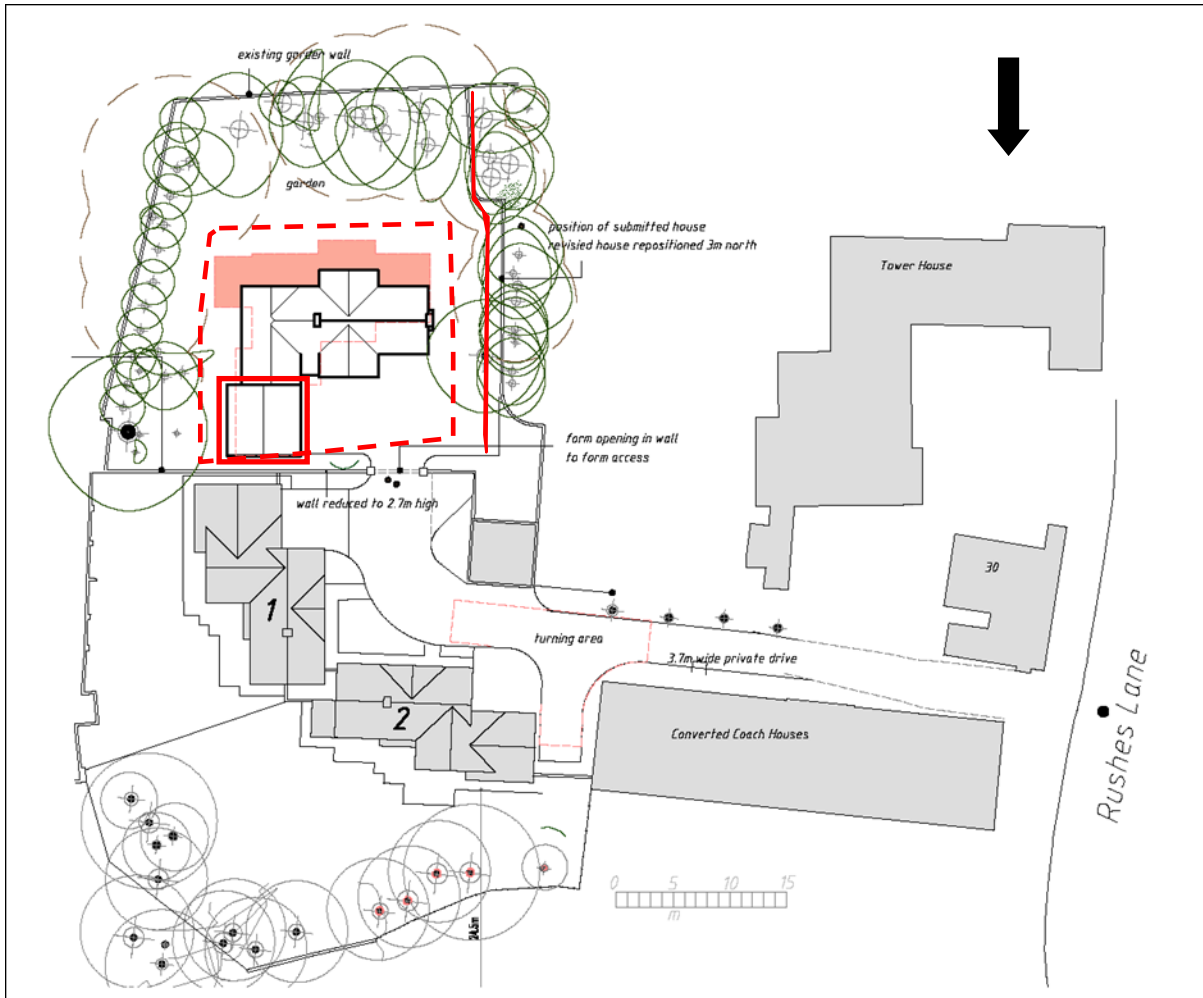 existing garden wall
garden
position of submitted house
revisied house repositioned 3m north
Tower House
form opening in wall
to form access
wall reduced to 2.7m high
30
1
turning area
3.7m wide private drive
2
Converted Coach Houses
Rushes Lane
0 5 10 15
m
24.5m